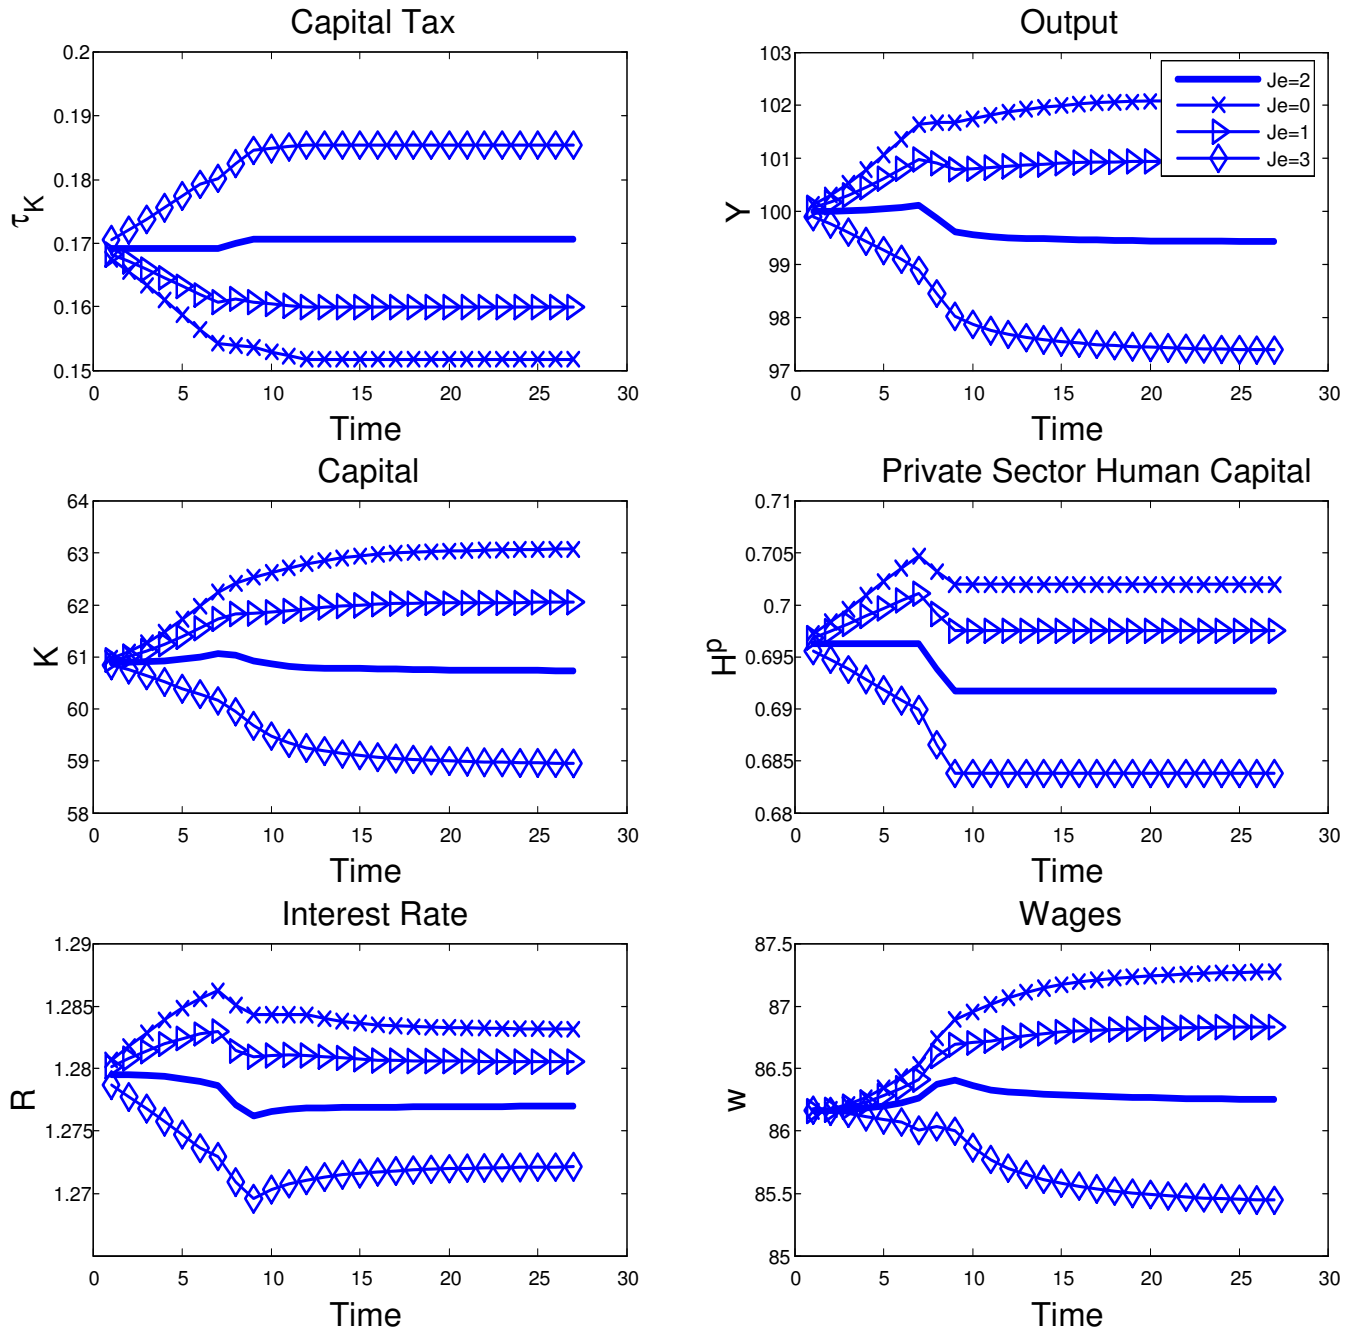 Capital Tax
0.2
0.19
0.18
0.17
0.16
0.15
τK
0 5 10 15 20 25 30
Time
Output
103
102
101
100
99
98
97
Y
Je=2
Je=0
Je=1
Je=3
0 5 10 15 20 25 30
Time
Capital
64
63
62
61
60
59
58
K
0 5 10 15 20 25 30
Time
Private Sector Human Capital
0.71
0.705
0.7
0.695
0.69
0.685
0.68
Hp
0 5 10 15 20 25 30
Time
Interest Rate
1.29
1.285
1.28
1.275
1.27
R
0 5 10 15 20 25 30
Time
Wages
87.5
87
86.5
86
85.5
85
w
0 5 10 15 20 25 30
Time